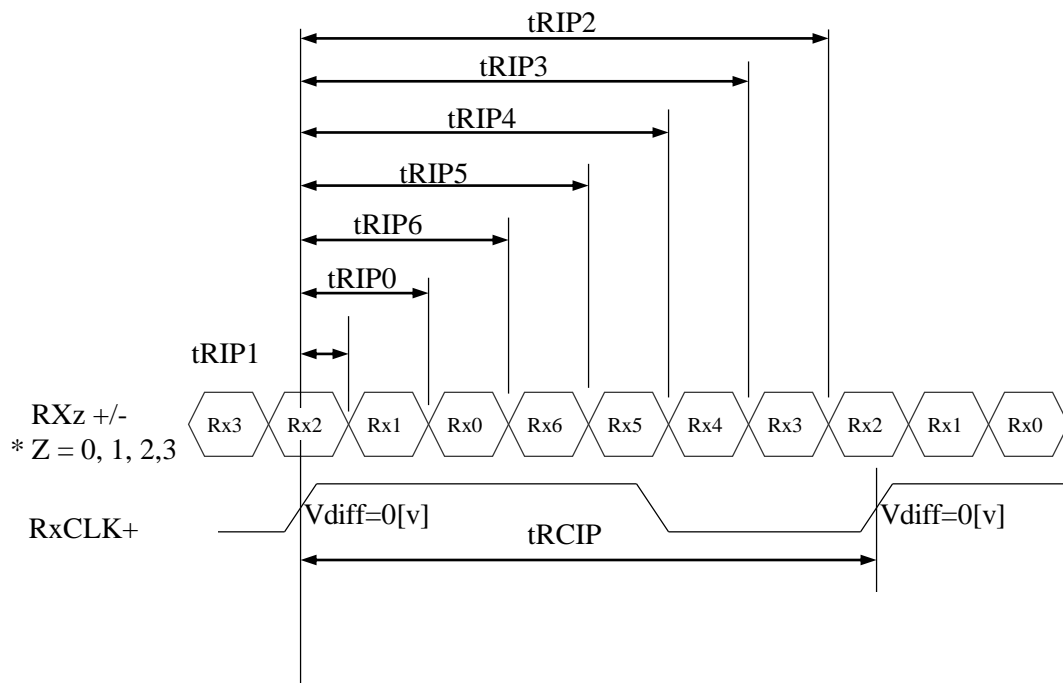 tRIP2
tRIP3
tRIP4
tRIP5
tRIP6
tRIP0
tRIP1
RXz +/-
* Z = 0, 1, 2,3
Rx3 Rx2 Rx1 Rx0 Rx6 Rx5 Rx4 Rx3 Rx2 Rx1 Rx0
RxCLK+
Vdiff=0[v] Vdiff=0[v]
tRCIP